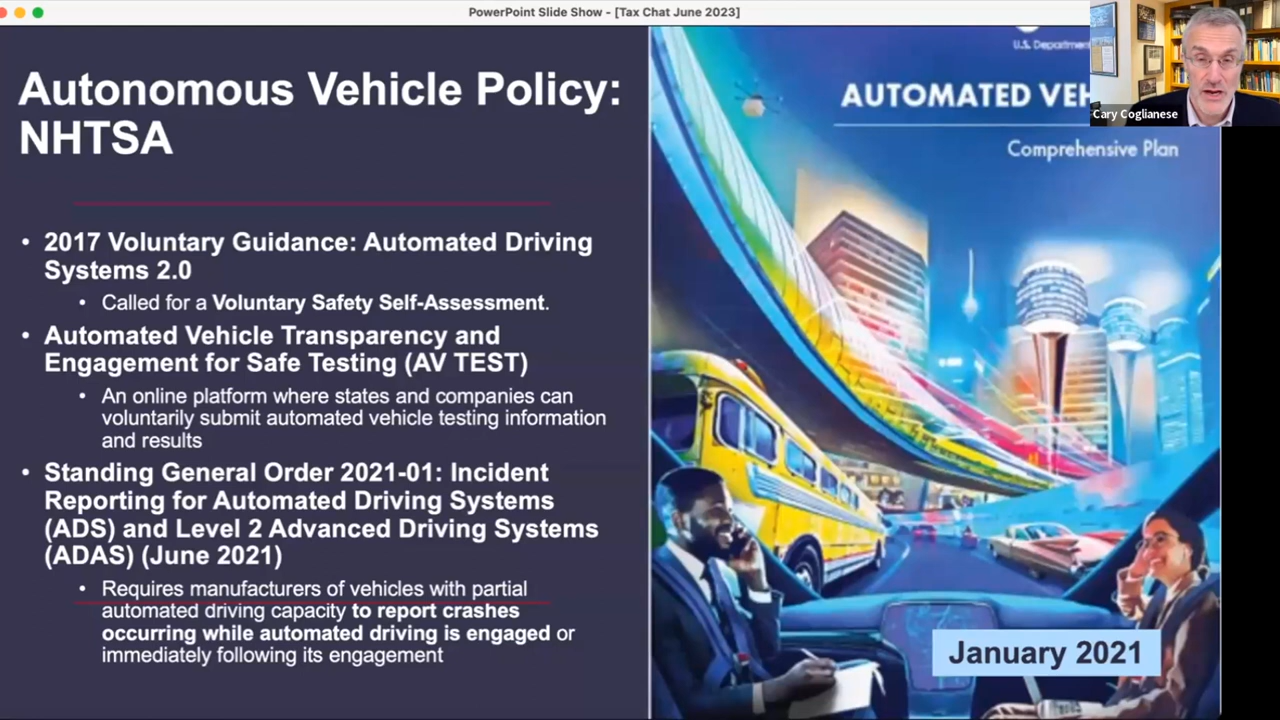 PowerPoint Slide Show - [Tax Chat June 2023]
Autonomous Vehicle Policy:
NHTSA
• 2017 Voluntary Guidance: Automated Driving
Systems 2.0
• Called for a Voluntary Safety Self-Assessment.
• Automated Vehicle Transparency and
Engagement for Safe Testing (AV TEST)
• An online platform where states and companies can
voluntarily submit automated vehicle testing information
and results
• Standing General Order 2021-01: Incident
Reporting for Automated Driving Systems
(ADS) and Level 2 Advanced Driving Systems
(ADAS) (June 2021)
• Requires manufacturers of vehicles with partial
automated driving capacity to report crashes
occurring while automated driving is engaged or
immediately following its engagement
U.S. Department
AUTOMATED VEH
Comprehensive Plan
January 2021
Cary Coglianese